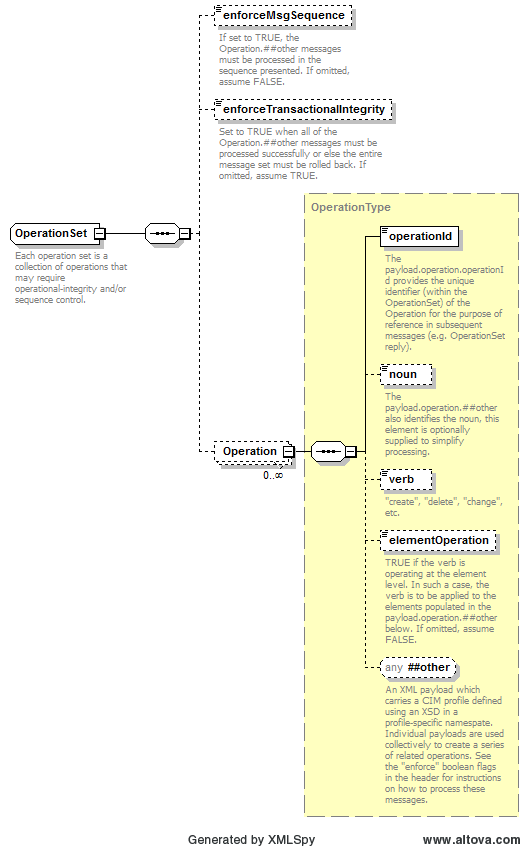 enforceMsgSequence
If set to TRUE, the
Operation.##other messages
must be processed in the
sequence presented. If omitted,
assume FALSE.
enforceTransactionalIntegrity
Set to TRUE when all of the
Operation.##other messages must be
processed successfully or else the entire
message set must be rolled back. If
omitted, assume TRUE.
OperationSet
Each operation set is a
collection of operations that
may require
operational-integrity and/or
sequence control.
OperationType
operationId
The
payload.operation.operationI
d provides the unique
identifier (within the
OperationSet) of the
Operation for the purpose of
reference in subsequent
messages (e.g. OperationSet
reply).
noun
The
payload.operation.##other
also identifies the noun, this
element is optionally
supplied to simplify
processing.
Operation
0..∞
verb
"create", "delete", "change",
etc.
elementOperation
TRUE if the verb is
operating at the element
level. In such a case, the
verb is to be applied to the
elements populated in the
payload.operation.##other
below. If omitted, assume
FALSE.
any ##other
An XML payload which
carries a CIM profile defined
using an XSD in a
profile-specific namespate.
Individual payloads are used
collectively to create a series
of related operations. See
the "enforce" boolean flags
in the header for instructions
on how to process these
messages.
Generated by XMLSpy
www.altova.com